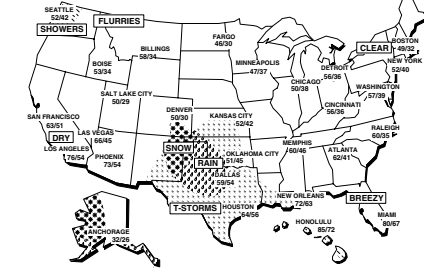 SEATTLE
52/42
SHOWERS
FLURRIES
FARGO
46/30
CLEAR
BOSTON
49/32
BILLINGS
58/34
BOISE
53/34
MINNEAPOLIS
47/37
DETROIT
56/36
NEW YORK
52/40
CHICAGO
50/38
WASHINGTON
57/39
SALT LAKE CITY
50/29
CINCINNATI
56/36
DENVER
50/30
KANSAS CITY
52/42
SAN FRANCISCO
63/51
RALEIGH
60/35
LAS VEGAS
66/45
DRY
LOS ANGELES
76/54
PHOENIX
73/54
SNOW
RAIN
OKLAHOMA CITY
51/45
MEMPHIS
60/46
ATLANTA
62/41
DALLAS
59/54
T-STORMS
HOUSTON
64/56
NEW ORLEANS
72/63
BREEZY
MIAMI
80/67
HONOLULU
85/72
ANCHORAGE
32/26